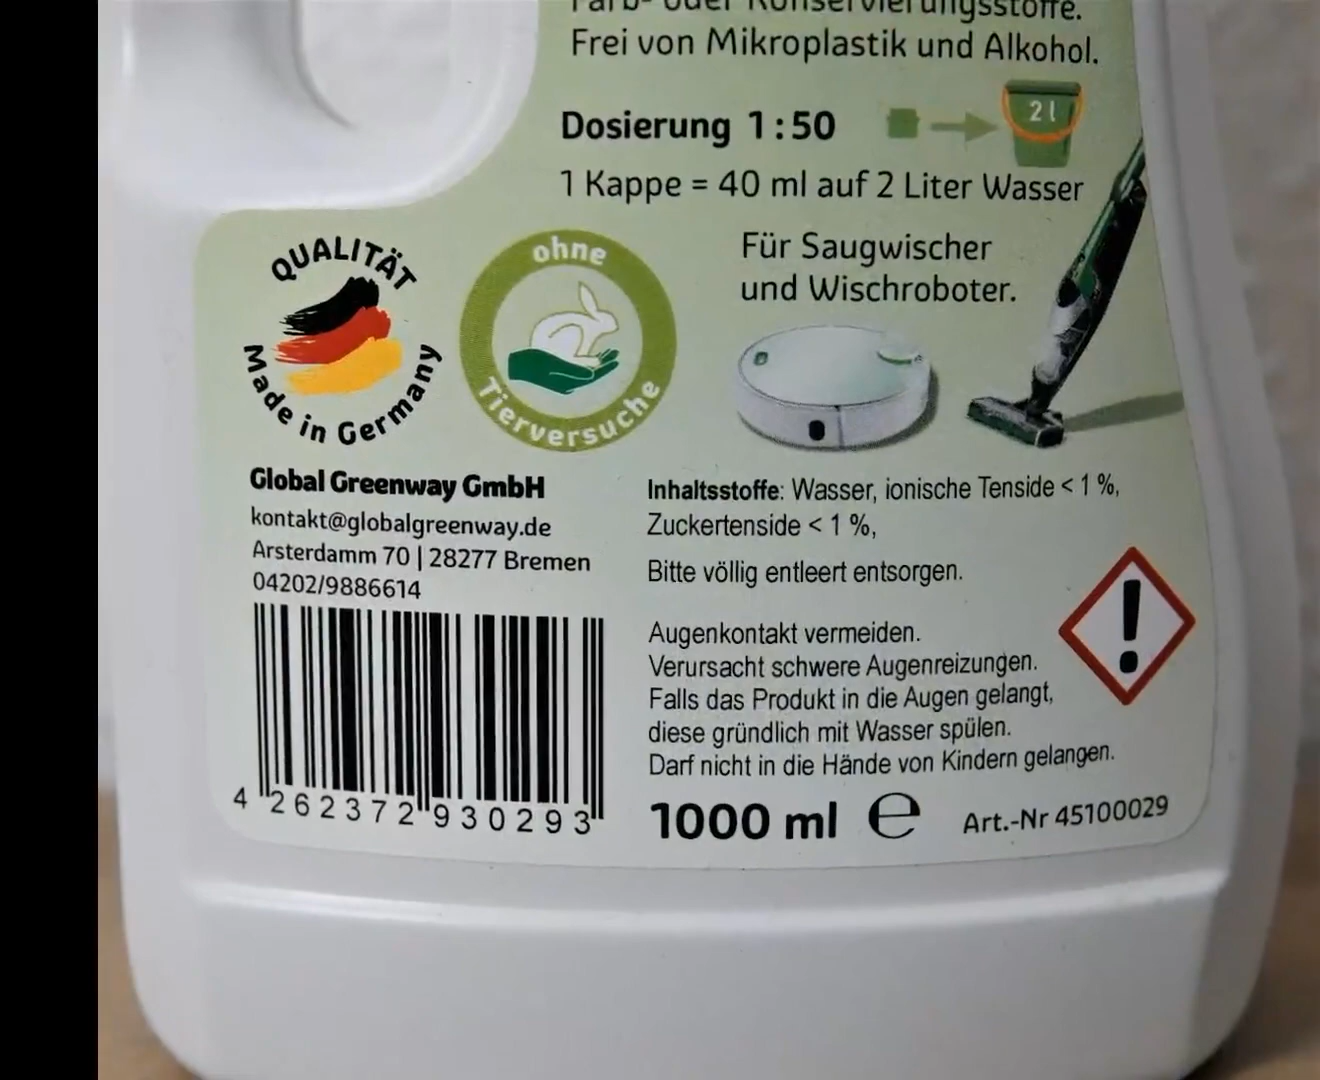 Farb- oder Konservierungsstoffe.
Frei von Mikroplastik und Alkohol.
Dosierung 1:50
2 l
1 Kappe = 40 ml auf 2 Liter Wasser
QUALITÄT
Made in Germany
ohne
Tierversuche
Für Saugwischer
und Wischroboter.
Global Greenway GmbH
kontakt@globalgreenway.de
Arsterdamm 70 | 28277 Bremen
04202/9886614
4 262372 930293
Inhaltsstoffe: Wasser, ionische Tenside < 1 %,
Zuckertenside < 1 %,
Bitte völlig entleert entsorgen.
Augenkontakt vermeiden.
Verursacht schwere Augenreizungen.
Falls das Produkt in die Augen gelangt,
diese gründlich mit Wasser spülen.
Darf nicht in die Hände von Kindern gelangen.
1000 ml ℮ Art.-Nr 45100029